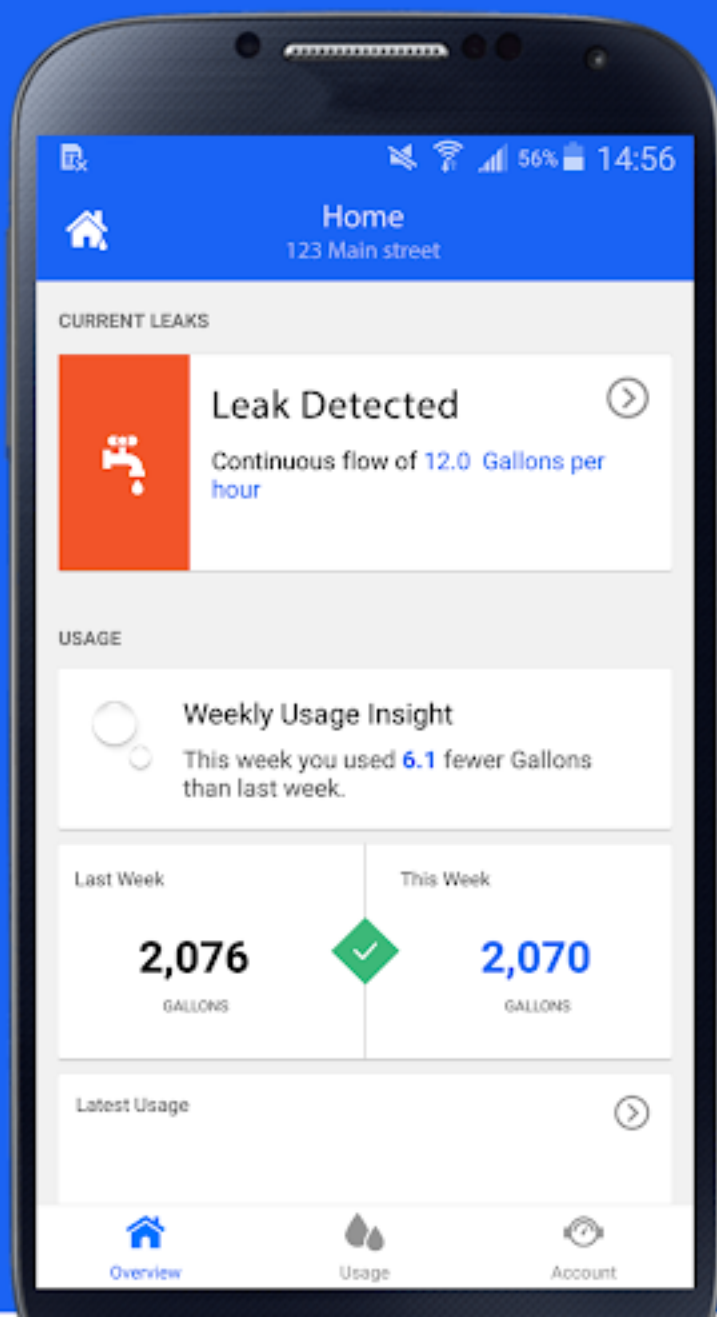 56% 14:56
Home
123 Main street
CURRENT LEAKS
Leak Detected
Continuous flow of 12.0 Gallons per
hour
USAGE
Weekly Usage Insight
This week you used 6.1 fewer Gallons
than last week.
Last Week This Week
2,076 2,070
GALLONS GALLONS
Latest Usage
Overview Usage Account